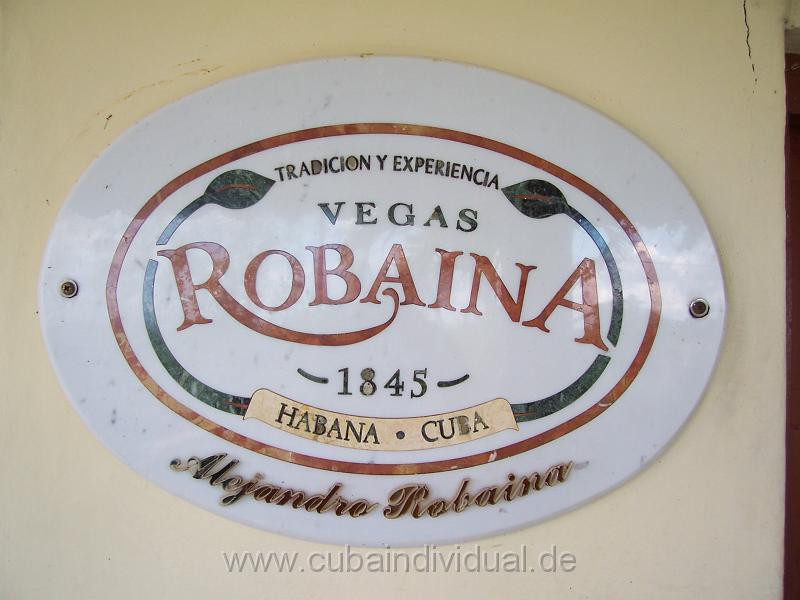 TRADICION Y EXPERIENCIA
VEGAS
ROBAINA
1845
HABANA • CUBA
Alejandro Robaina
www.cubaindividual.de